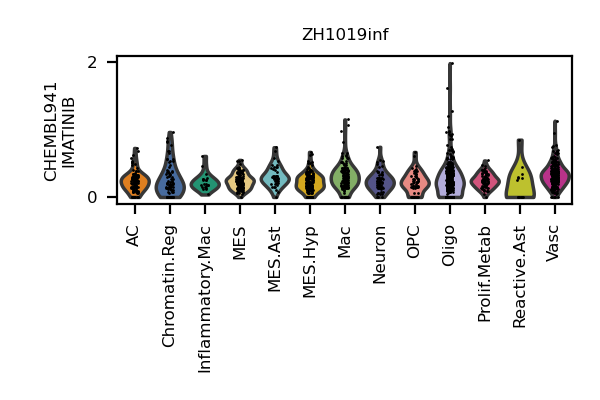 ZH1019inf
CHEMBL941
IMATINIB
2
0
AC
Chromatin.Reg
Inflammatory.Mac
MES
MES.Ast
MES.Hyp
Mac
Neuron
OPC
Oligo
Prolif.Metab
Reactive.Ast
Vasc